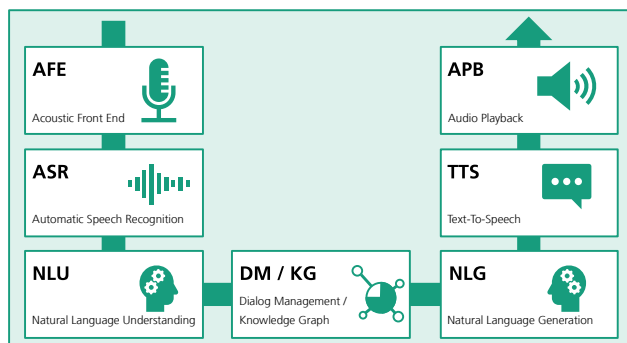 AFE
Acoustic Front End
ASR
Automatic Speech Recognition
NLU
Natural Language Understanding
DM / KG
Dialog Management /
Knowledge Graph
NLG
Natural Language Generation
TTS
Text-To-Speech
APB
Audio Playback